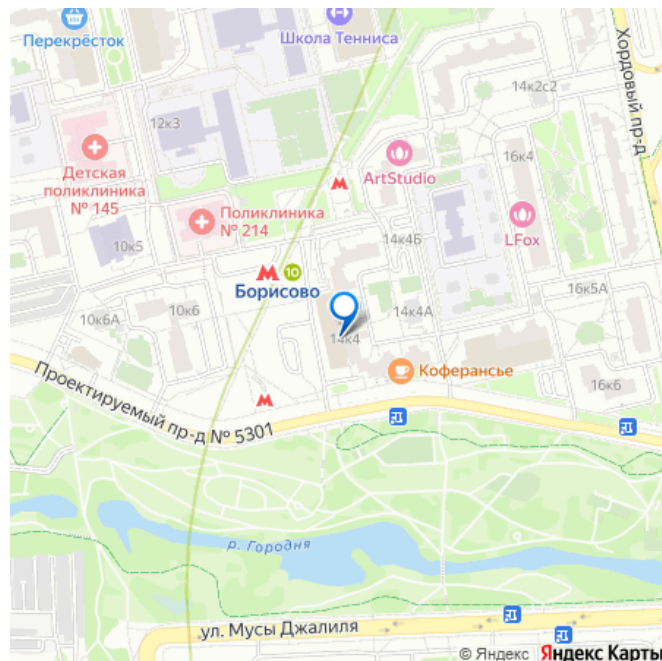 Перекрёсток
Школа Тенниса
Хордовый пр-д
14к2с2
12к3
16к4
Детская
поликлиника
№ 145
ArtStudio
Поликлиника
№ 214
LFox
14к4Б
10к5
М 10
Борисово
16к5А
10к6А
10к6
14к4А
14к4
Коферансье
16к6
М
Проектируемый пр-д № 5301
р. Городня
ул. Мусы Джалиля
© Яндекс Яндекс Карты